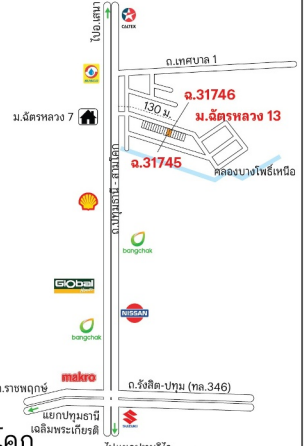 ไปอ.เสนา
CALTEX
ถ.เทศบาล 1
130 ม.
ฉ.31746
ม.ฉัตรหลวง 13
ม.ฉัตรหลวง 7
ฉ.31745
คลองบางโพธิ์เหนือ
ถ.ปทุมธานี - สามโคก
bangchak
GlObal
NISSAN
bangchak
makro
ถ.ราชพฤกษ์
ถ.รังสิต-ปทุม (ทล.346)
แยกปทุมธานี
เฉลิมพระเกียรติ
SUZUKI
โคก